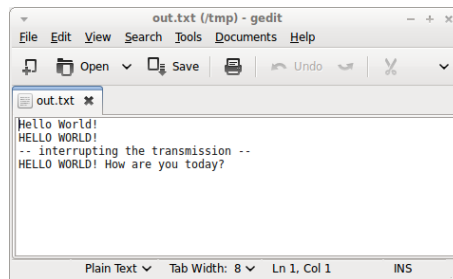 out.txt (/tmp) - gedit
File Edit View Search Tools Documents Help
Open Save Undo
out.txt
Hello World!
HELLO WORLD!
-- interrupting the transmission --
HELLO WORLD! How are you today?
Plain Text Tab Width: 8 Ln 1, Col 1 INS